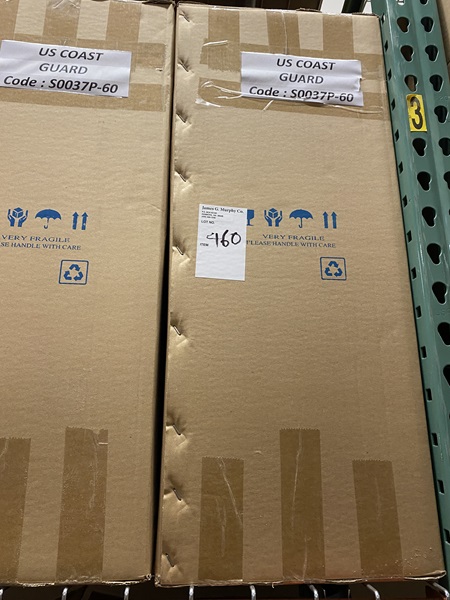 US COAST
GUARD
Code : S0037P-60
US COAST
GUARD
Code : S0037P-60
3
James G. Murphy Co.
LOT NO.
460
ITEM
VERY FRAGILE
SE HANDLE WITH CARE
VERY FRAGILE
PLEASE HANDLE WITH CARE.